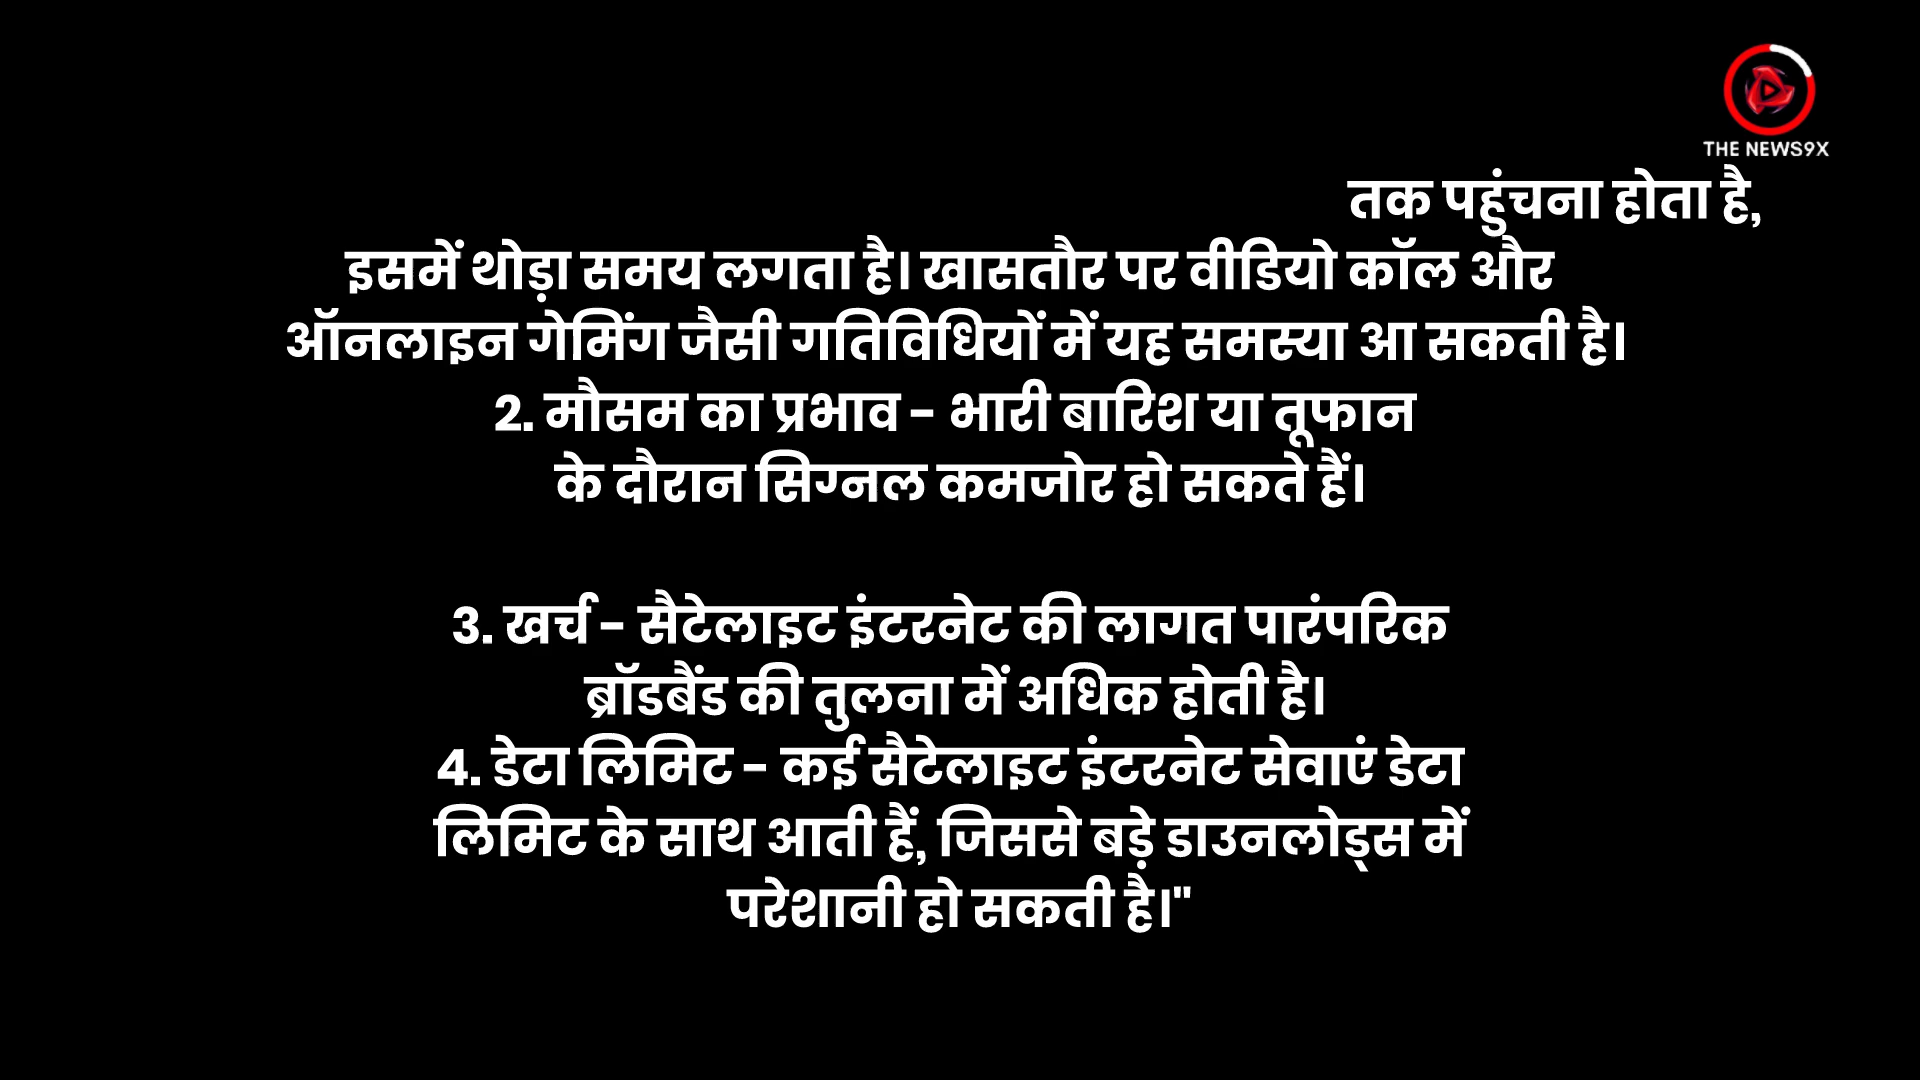 THE NEWS9X
तक पहुंचना होता है,
इसमें थोड़ा समय लगता है। खासतौर पर वीडियो कॉल और
ऑनलाइन गेमिंग जैसी गतिविधियों में यह समस्या आ सकती है।
2. मौसम का प्रभाव - भारी बारिश या तूफान
के दौरान सिग्नल कमजोर हो सकते हैं।
3. खर्च - सैटेलाइट इंटरनेट की लागत पारंपरिक
ब्रॉडबैंड की तुलना में अधिक होती है।
4. डेटा लिमिट - कई सैटेलाइट इंटरनेट सेवाएं डेटा
लिमिट के साथ आती हैं, जिससे बड़े डाउनलोड्स में
परेशानी हो सकती है।"